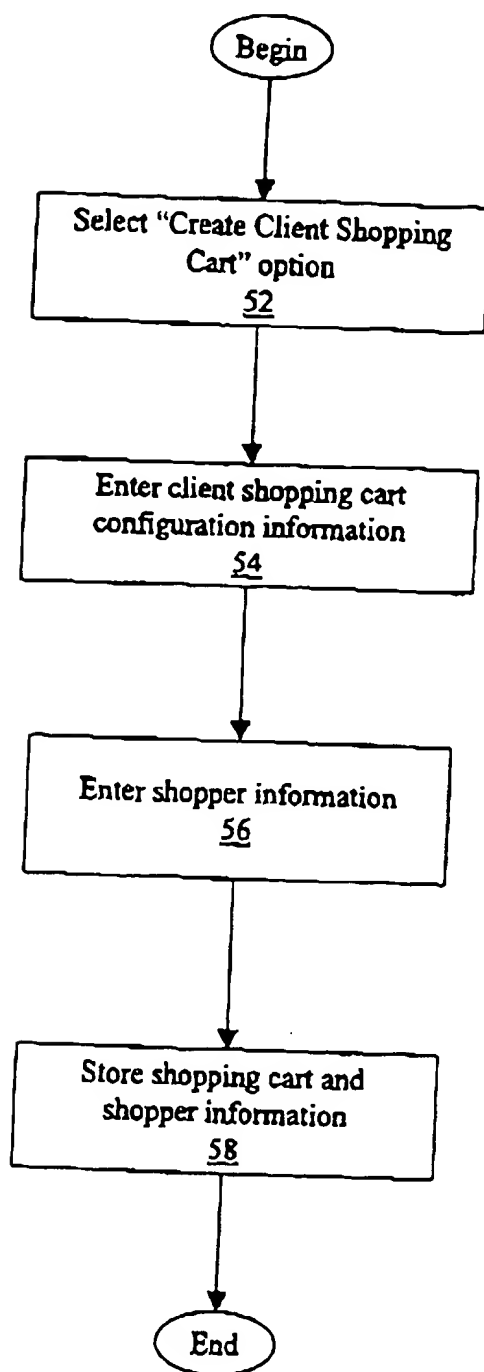 Begin
Select “Create Client Shopping
Cart” option
52
Enter client shopping cart
configuration information
54
Enter shopper information
56
Store shopping cart and
shopper information
58
End